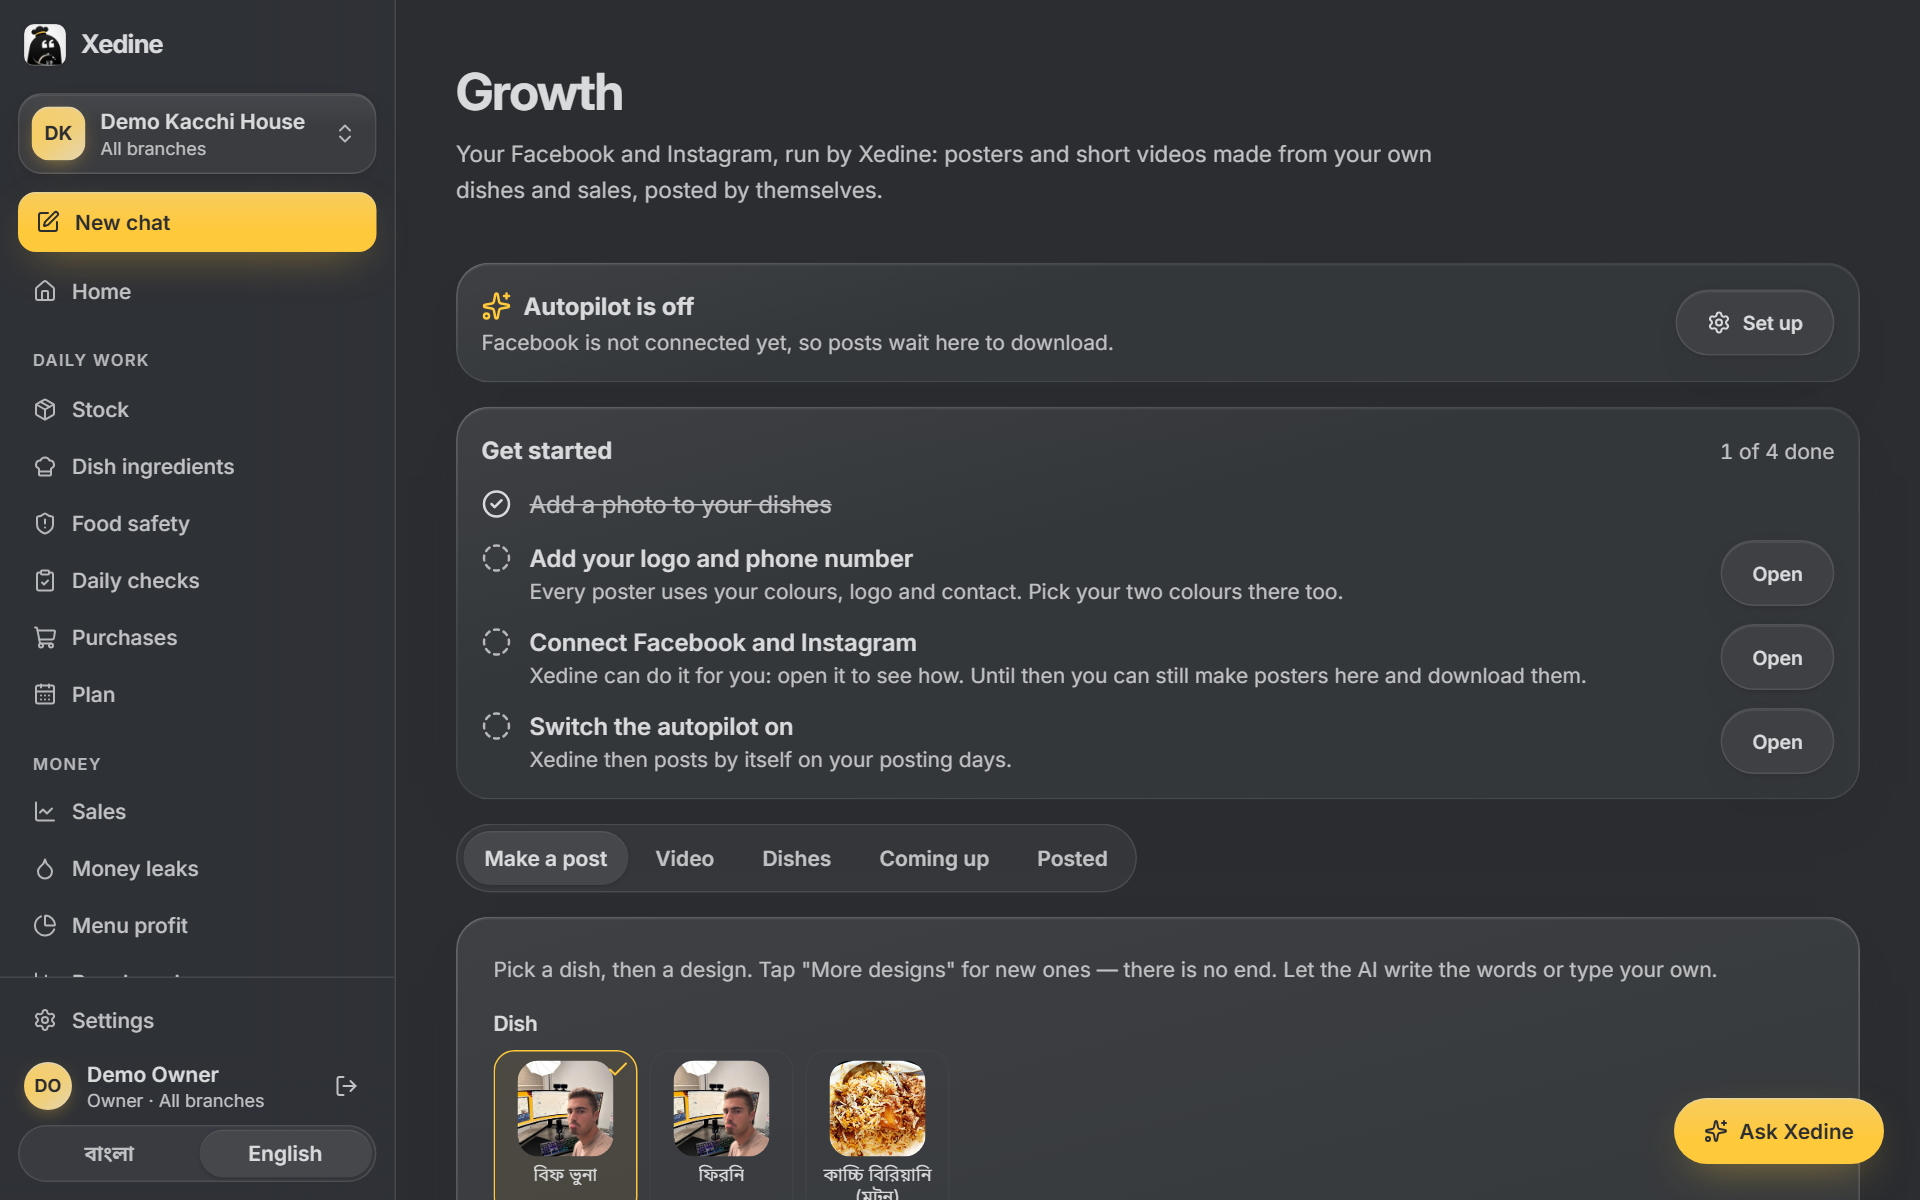 Xedine
DK
Demo Kacchi House
All branches
New chat
Home
DAILY WORK
Stock
Dish ingredients
Food safety
Daily checks
Purchases
Plan
MONEY
Sales
Money leaks
Menu profit
Settings
DO
Demo Owner
Owner · All branches
বাংলা
English
Growth
Your Facebook and Instagram, run by Xedine: posters and short videos made from your own
dishes and sales, posted by themselves.
Autopilot is off
Facebook is not connected yet, so posts wait here to download.
Set up
Get started
1 of 4 done
Add a photo to your dishes
Add your logo and phone number
Every poster uses your colours, logo and contact. Pick your two colours there too.
Open
Connect Facebook and Instagram
Xedine can do it for you: open it to see how. Until then you can still make posters here and download them.
Open
Switch the autopilot on
Xedine then posts by itself on your posting days.
Open
Make a post
Video
Dishes
Coming up
Posted
Pick a dish, then a design. Tap "More designs" for new ones — there is no end. Let the AI write the words or type your own.
Dish
বিফ ভুনা
ফিরনি
কাচ্চি বিরিয়ানি
(মটন)
Ask Xedine